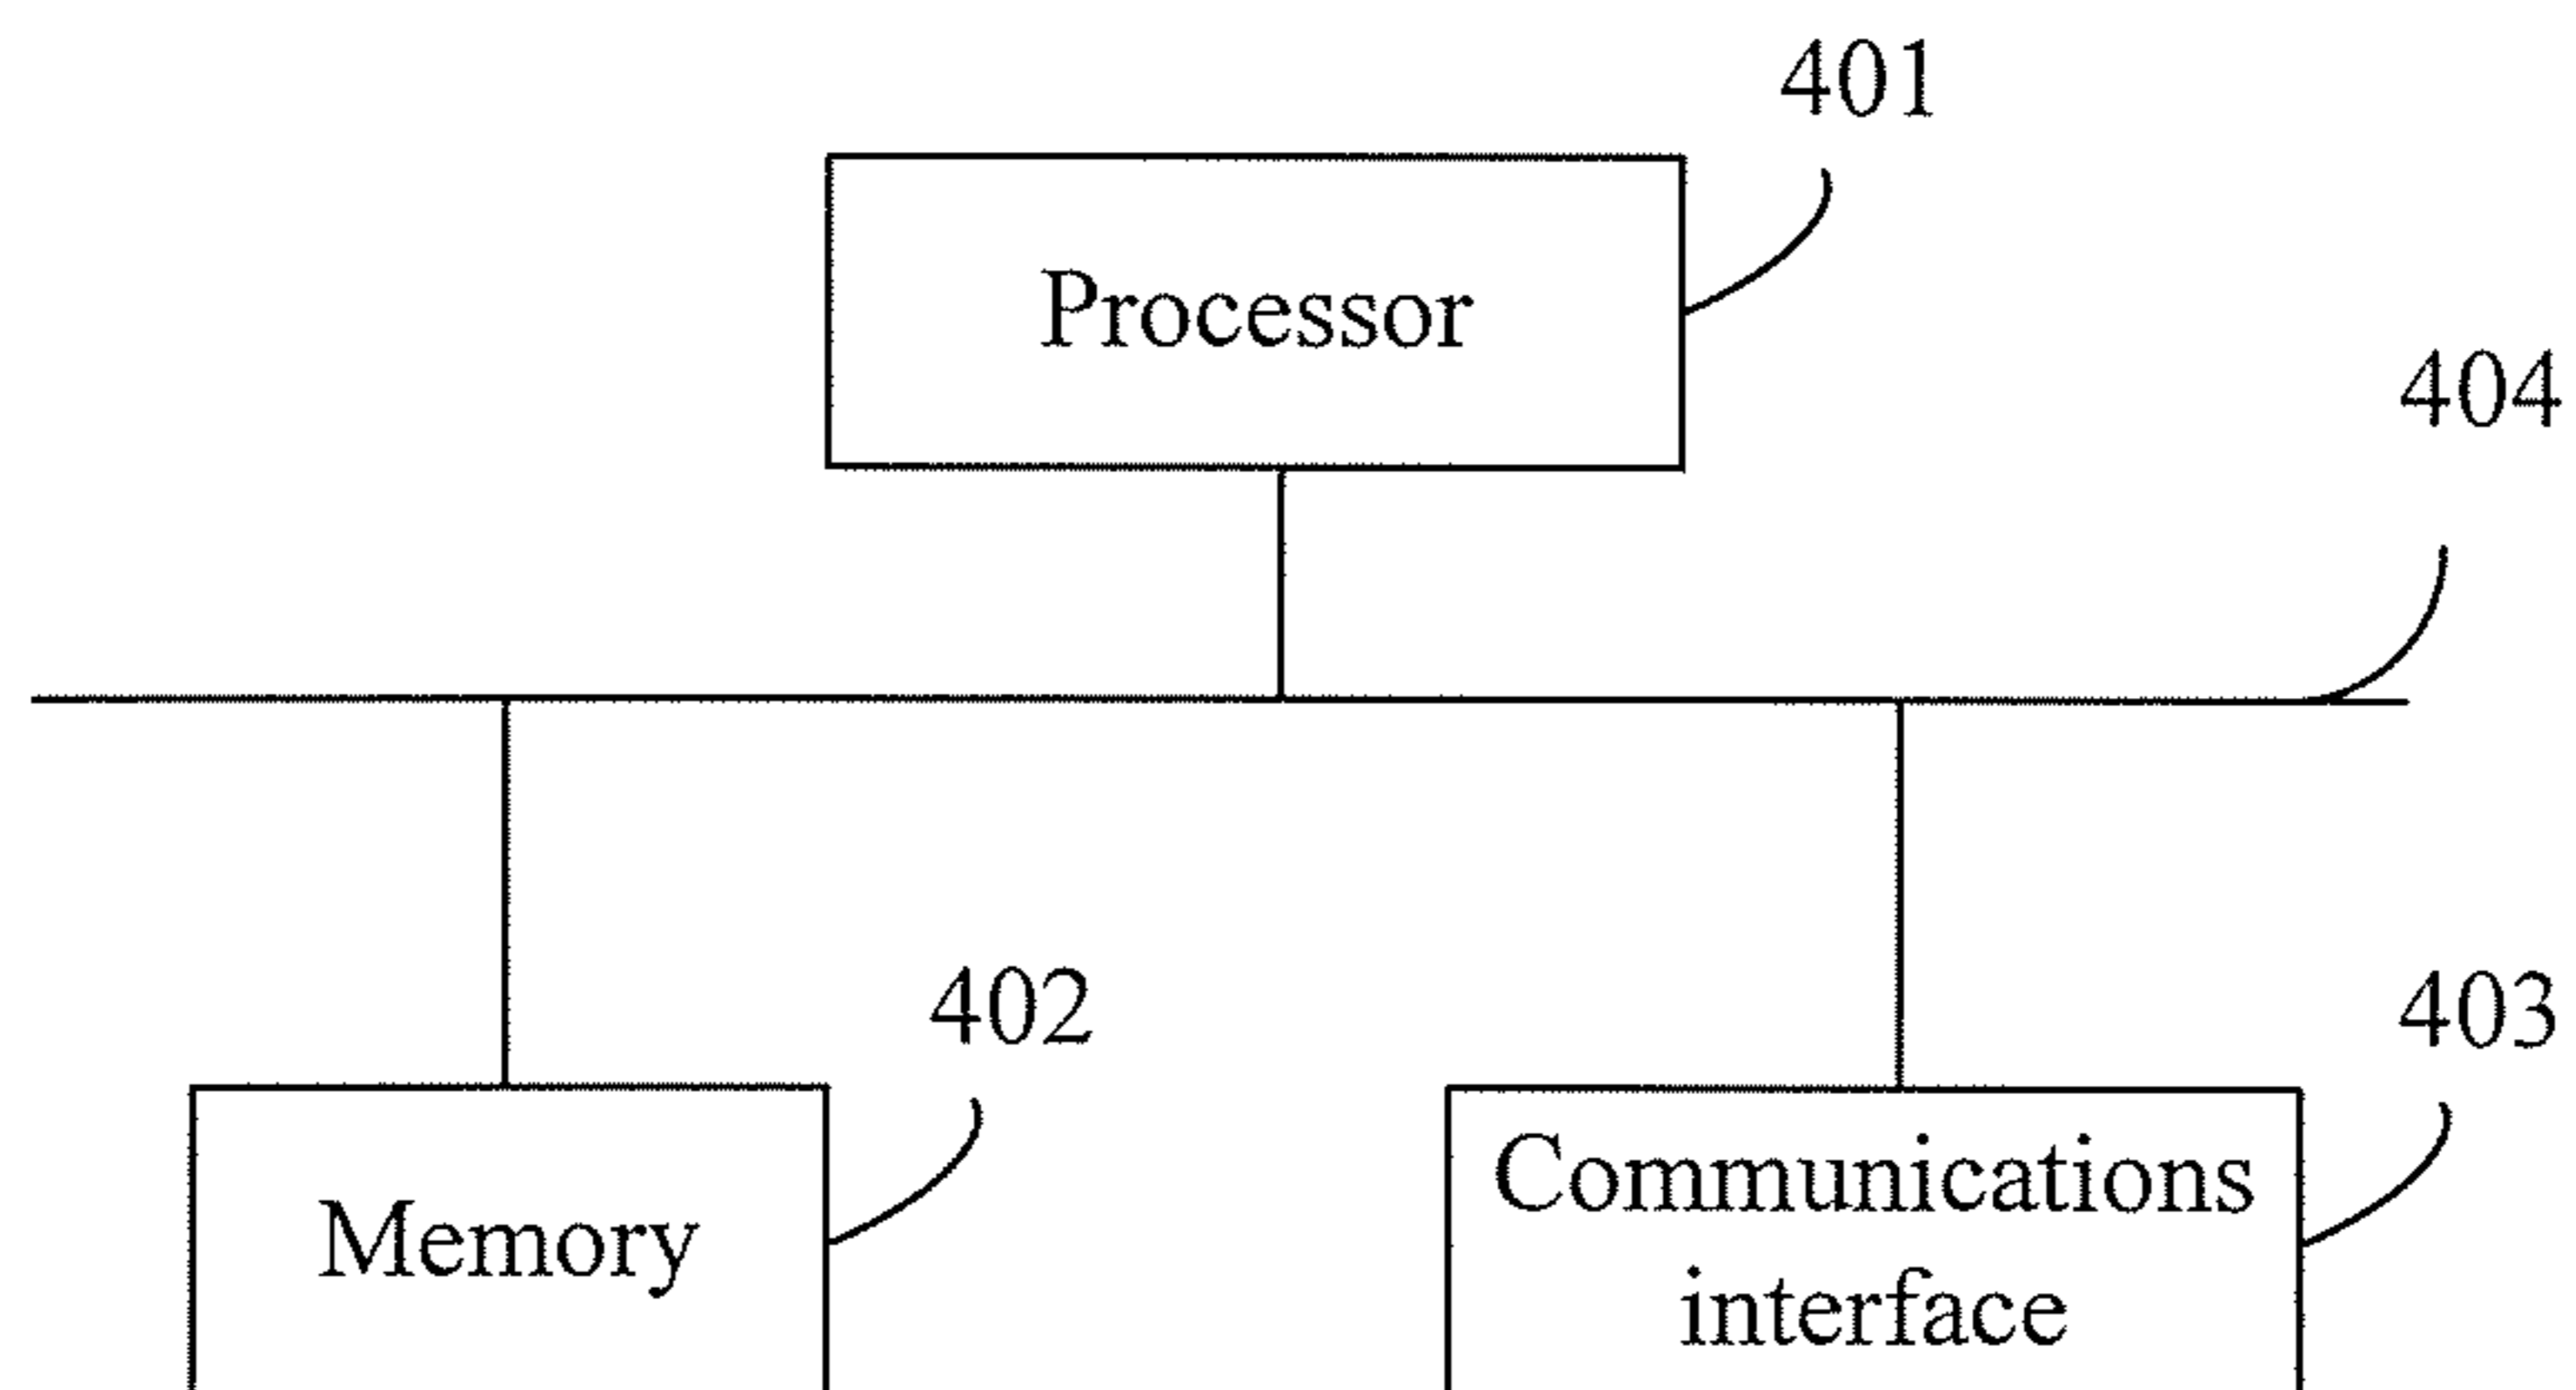 401
Processor
404
402
403
Memory
Communications
interface